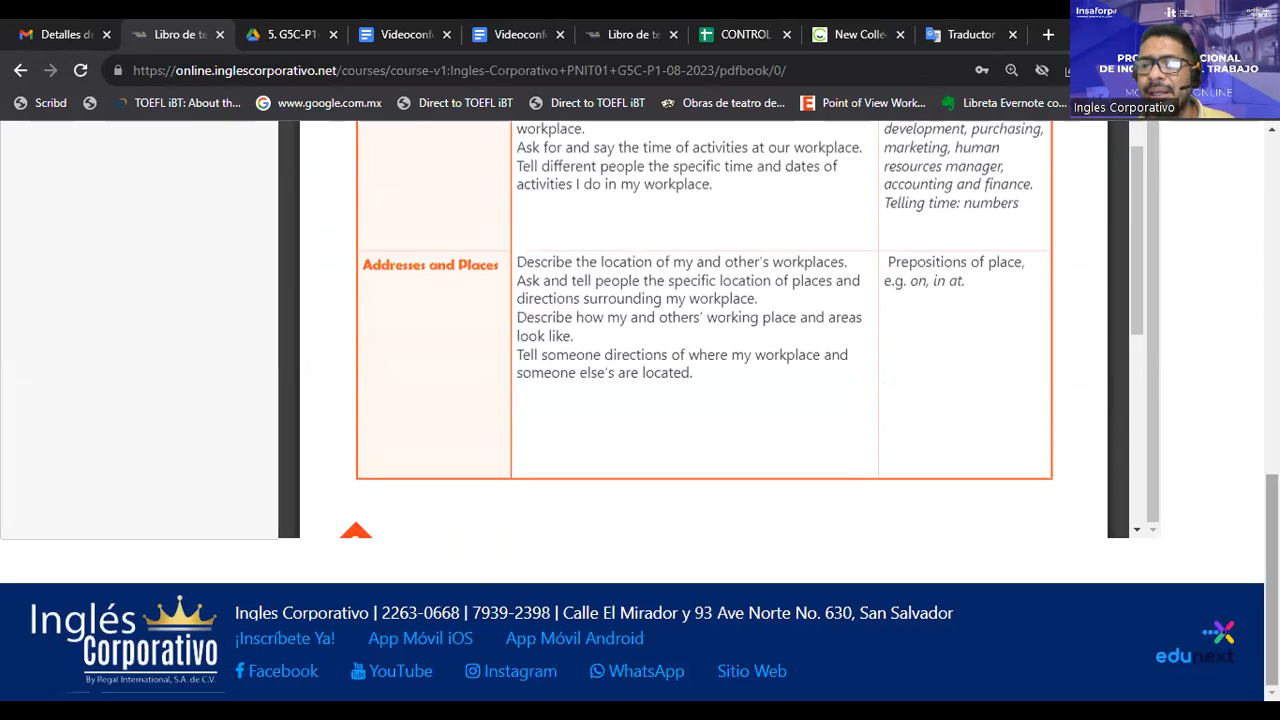 Detalles de
Libro de te
5. G5C-P1-
Videoconf
Videoconf
Libro de te
CONTROL
New Colle
Traductor
https://online.inglescorporativo.net/courses/course-v1:Ingles-Corporativo+PNIT01+G5C-P1-08-2023/pdfbook/0/
Scribd
TOEFL iBT: About th...
www.google.com.mx
Direct to TOEFL iBT
Direct to TOEFL iBT
Obras de teatro de...
Point of View Work...
Libreta Evernote co...
Insaforp
it
DE IN
L TRABAJO
Ingles Corporativo
workplace.
Ask for and say the time of activities at our workplace.
Tell different people the specific time and dates of
activities I do in my workplace.
development, purchasing,
marketing, human
resources manager,
accounting and finance.
Telling time: numbers
Addresses and Places
Describe the location of my and other's workplaces.
Ask and tell people the specific location of places and
directions surrounding my workplace.
Describe how my and others' working place and areas
look like.
Tell someone directions of where my workplace and
someone else's are located.
Prepositions of place,
e.g. on, in at.
Inglés
Corporativo
By Regal International, S.A. de C.V.
Ingles Corporativo | 2263-0668 | 7939-2398 | Calle El Mirador y 93 Ave Norte No. 630, San Salvador
¡Inscríbete Ya!
App Móvil iOS
App Móvil Android
Facebook
YouTube
Instagram
WhatsApp
Sitio Web
edunext